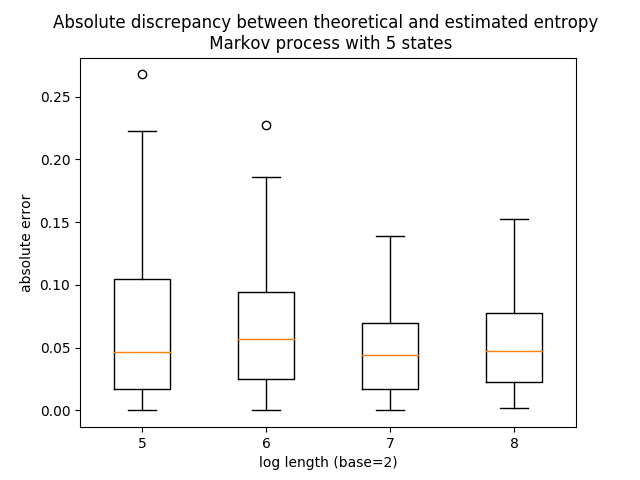 Absolute discrepancy between theoretical and estimated entropy
Markov process with 5 states
0.25
0.20
0.15
0.10
0.05
0.00
absolute error
5 6 7 8
log length (base=2)